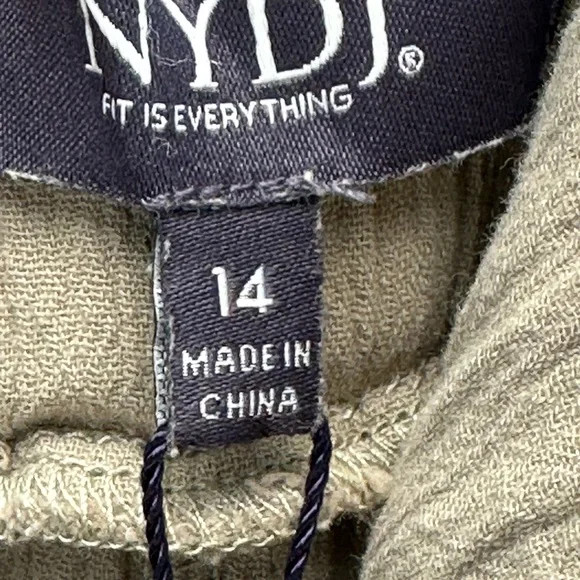 NYDJ®
FIT IS EVERYTHING
14
MADE IN
CHINA